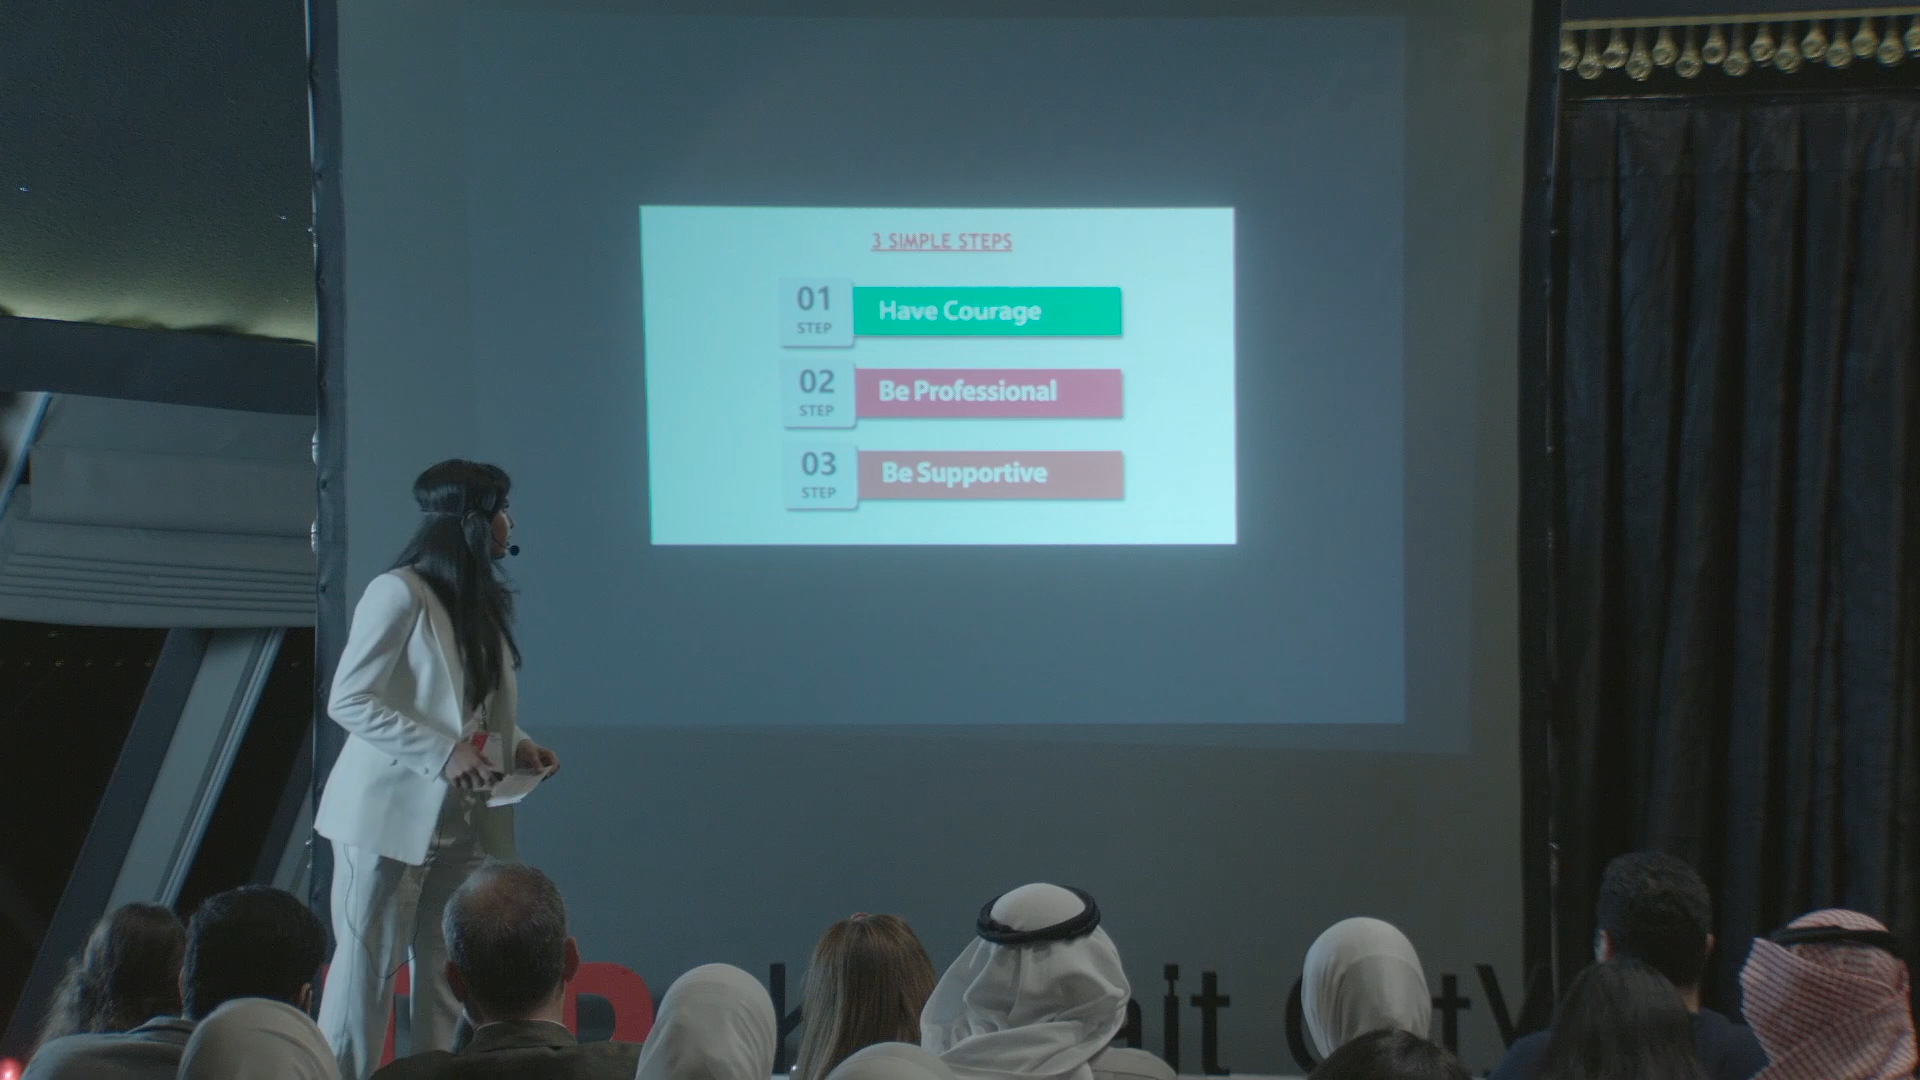 3 SIMPLE STEPS
01
STEP
Have Courage
02
STEP
Be Professional
03
STEP
Be Supportive